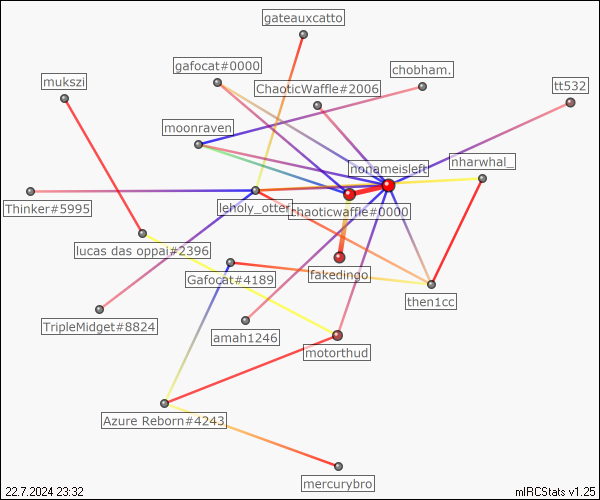 gateauxcatto
gafocat#0000
chobham.
mukszi
ChaoticWaffle#2006
tt532
moonraven
nonameisleft
nharwhal_
Thinker#5995
leholy_otter
chaoticwaffle#0000
lucas das oppai#2396
Gafocat#4189
fakedingo
then1cc
TripleMidget#8824
amah1246
motorthud
Azure Reborn#4243
mercurybro
22.7.2024 23:32
mIRCStats v1.25